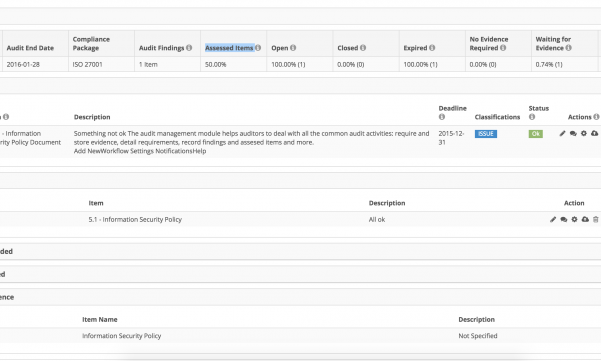 Audit End Date Compliance Package Audit Findings Assessed Items Open Closed Expired No Evidence Required Waiting for Evidence
2016-01-28 ISO 27001 1 item 50.00% 100.00% (1) 0.00% (0) 100.00% (1) 0.00% (0) 0.74% (1)
Description Deadline Classifications Status Actions
- Information Something not ok The audit management module helps auditors to deal with all the common audit activities: require and 2015-12- ISSUE Ok
rity Policy Document store evidence, detail requirements, record findings and assesed items and more. 31
Add NewWorkflow Settings NotificationsHelp
Item Description Action
5.1 - Information Security Policy All ok
ded
ed
ence
Item Name Description
Information Security Policy Not Specified